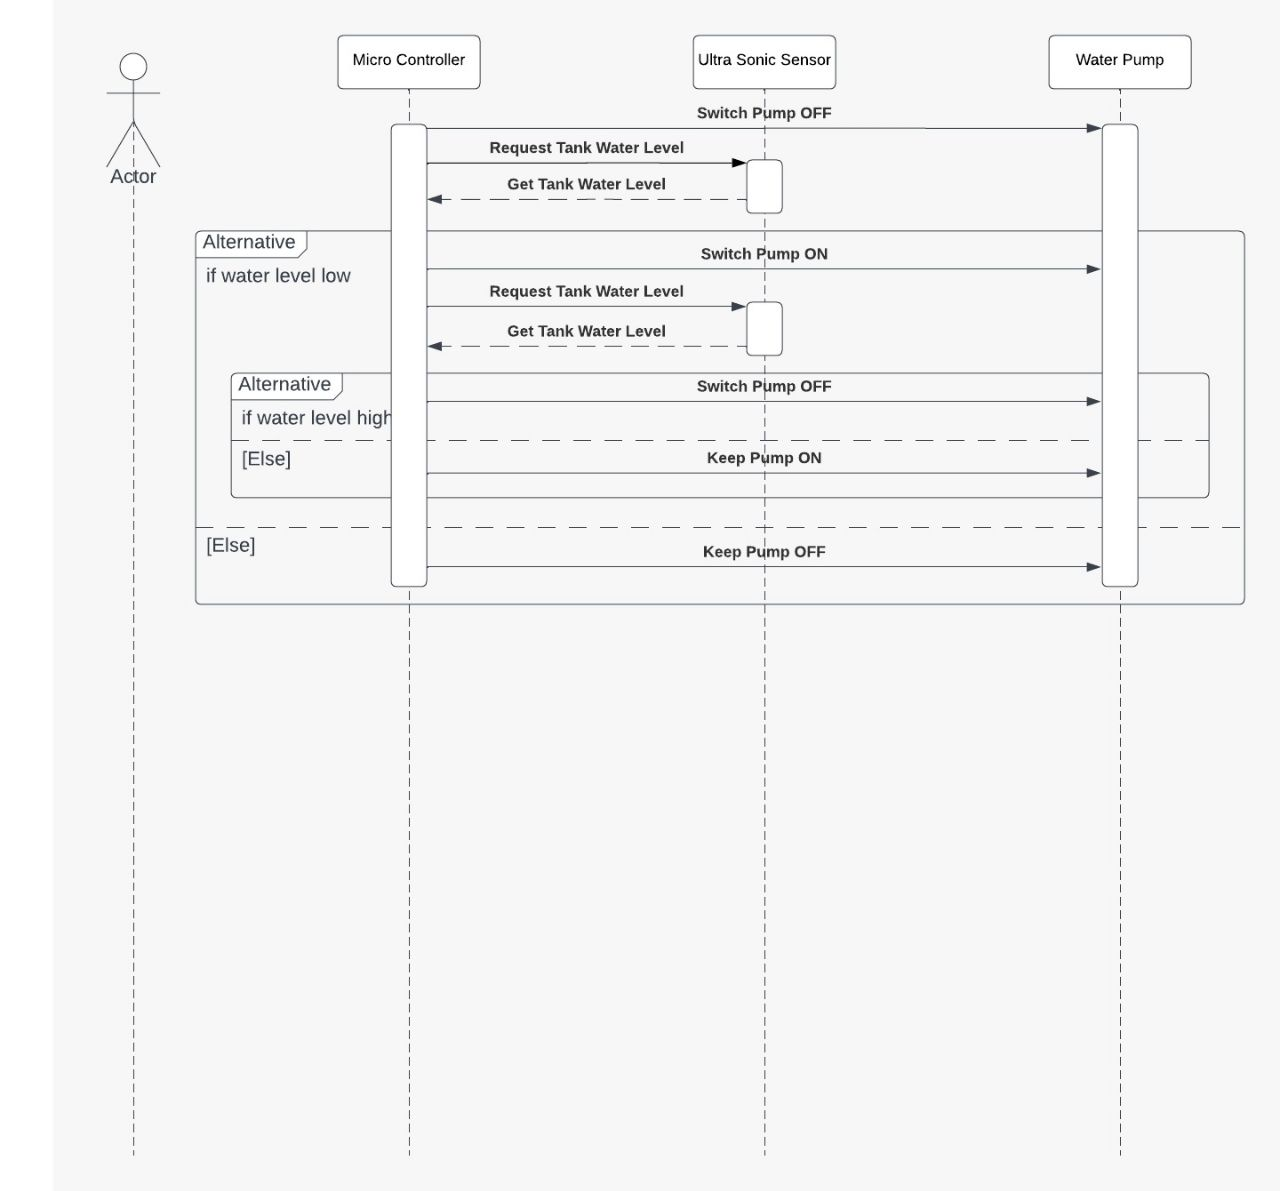 Micro Controller
Ultra Sonic Sensor
Water Pump
Actor
Switch Pump OFF
Request Tank Water Level
Get Tank Water Level
Alternative
if water level low
Switch Pump ON
Request Tank Water Level
Get Tank Water Level
Alternative
if water level high
Switch Pump OFF
[Else]
Keep Pump ON
[Else]
Keep Pump OFF